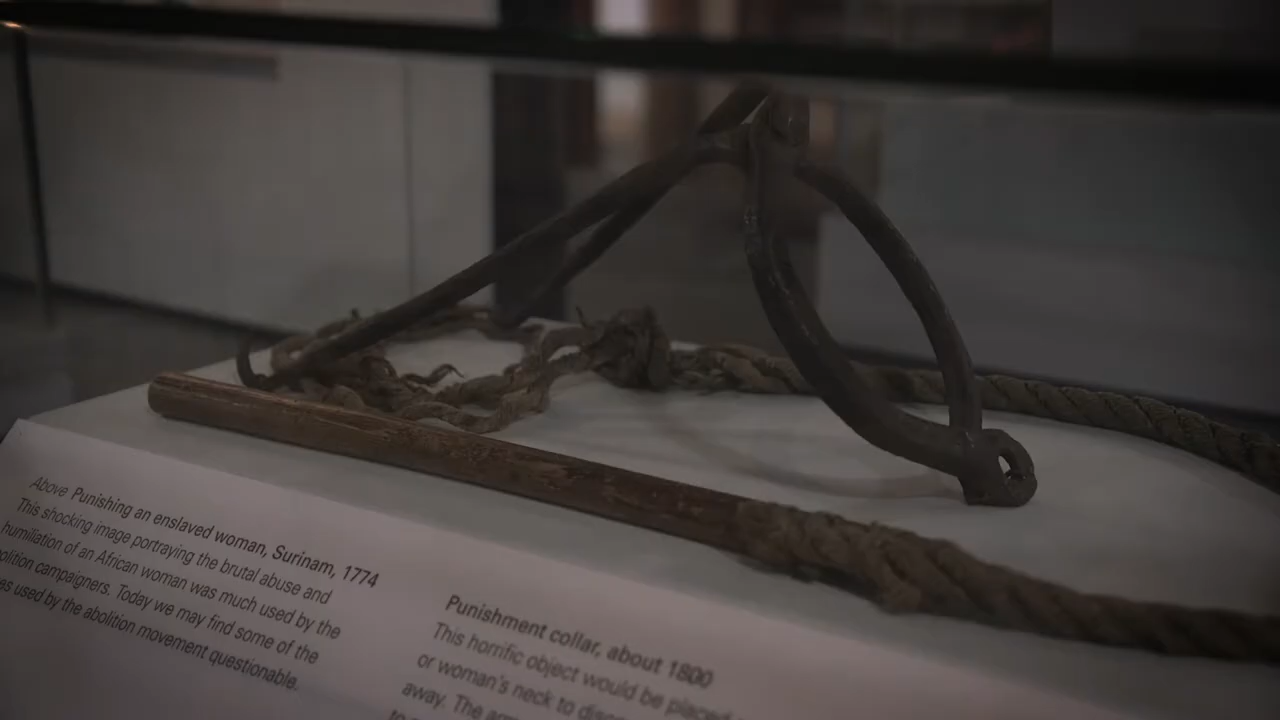 Above Punishing an enslaved woman, Surinam, 1774
This shocking image portraying the brutal abuse and
humiliation of an African woman was much used by the
campaigners. Today we may find some of the
used by the abolition movement questionable.
Punishment collar, about 1800
This horrific object would be placed
or woman's neck to
away. The
to